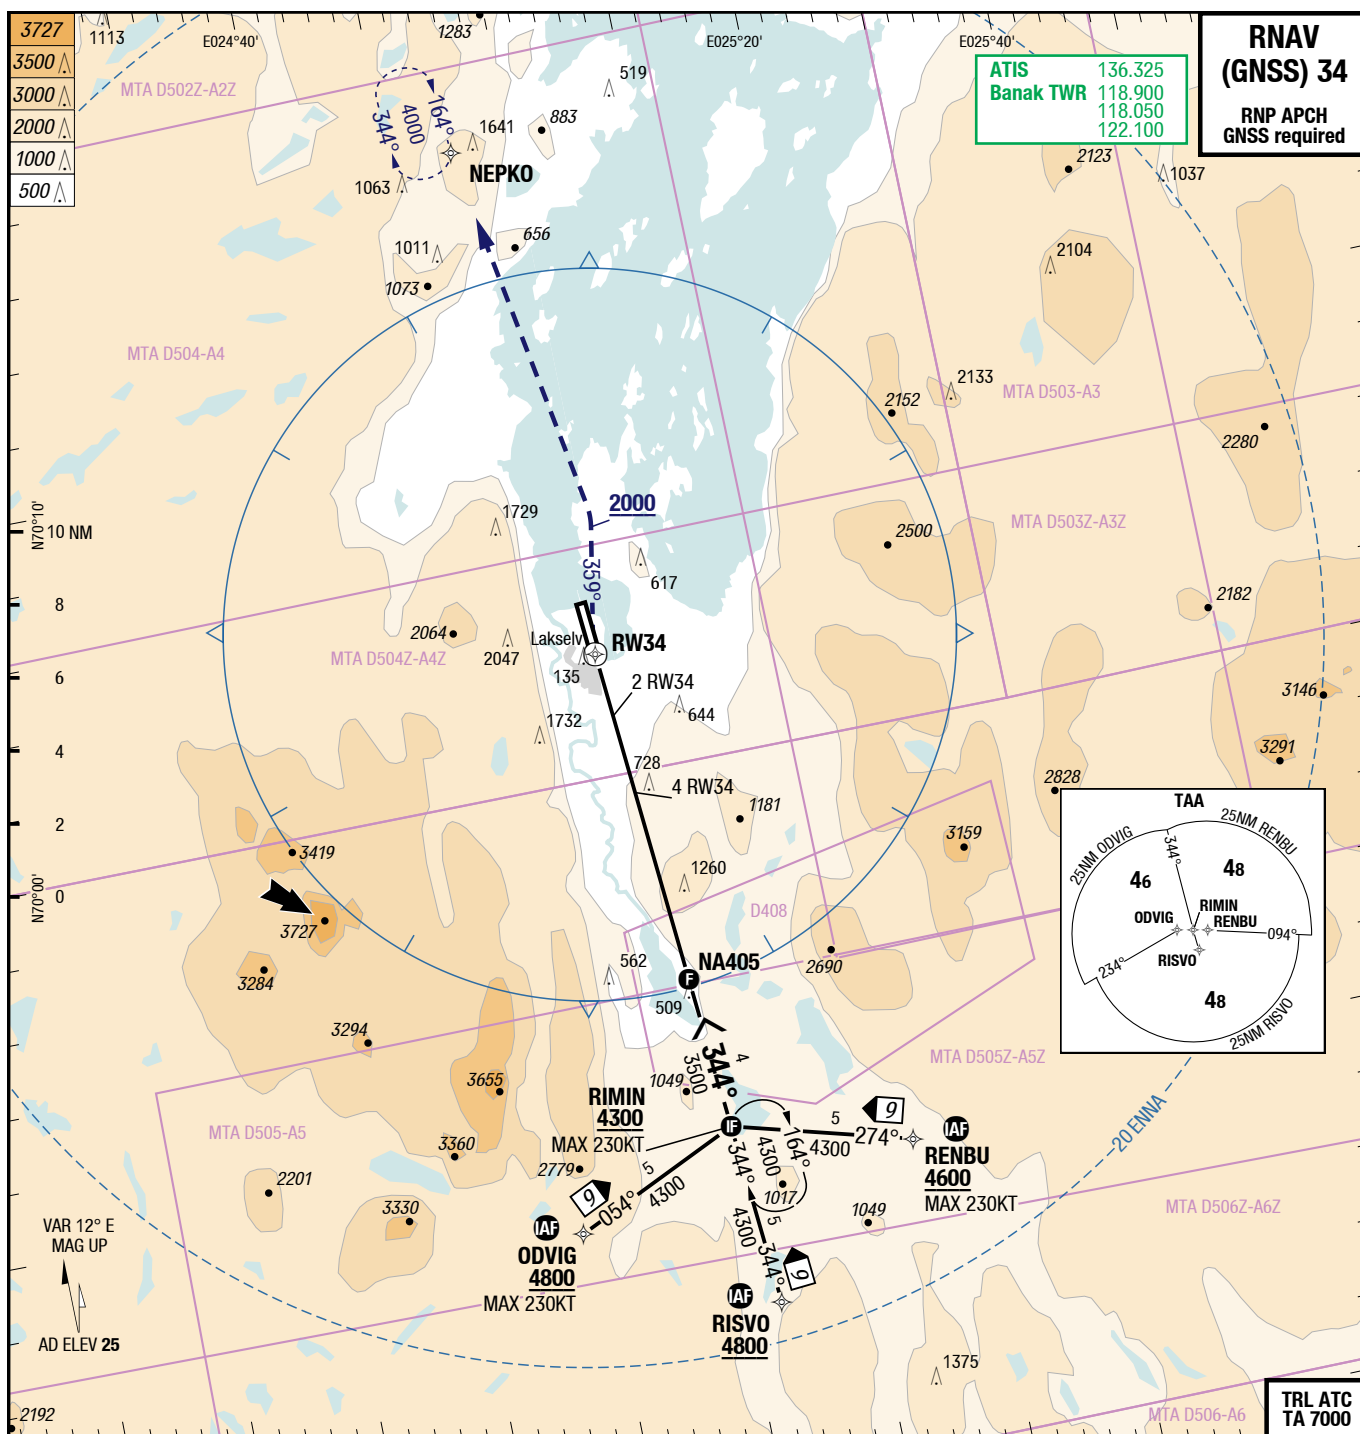 3727
3500
3000
2000
1000
500
1113
E024°40'
1283
E025°20'
E025°40'
RNAV
(GNSS) 34
RNP APCH
GNSS required
ATIS 136.325
Banak TWR 118.900
118.050
122.100
MTA D502Z-A2Z
519
883
164°
4000
344°
1641
NEPKO
1063
2123
1037
656
1011
1073
2104
MTA D504-A4
2133
MTA D503-A3
2152
2280
N70°10'
10 NM
1729
2000
359°
617
2500
MTA D503Z-A3Z
8
2182
2064
2047
Lakselv
RW34
MTA D504Z-A4Z
135
6
2 RW34
644
3146
1732
4
728
4 RW34
3291
2828
2
1181
3159
3419
TAA
25NM ODVIG
25NM RENBU
344°
46
48
ODVIG
RIMIN
RENBU
094°
RISVO
234°
48
25NM RISVO
N70°00'
0
1260
D408
3727
2690
3284
562
NA405
F
509
3294
344°
4
3500
MTA D505Z-A5Z
3655
1049
RIMIN
4300
MAX 230KT
IF
MTA D505-A5
3360
2779
5
4300
054°
9
164°
4300
344°
5
4300
274°
9
IAF
RENBU
4600
MAX 230KT
20 ENNA
2201
3330
1017
1049
MTA D506Z-A6Z
IAF
ODVIG
4800
MAX 230KT
5
4300
344°
9
IAF
RISVO
4800
VAR 12° E
MAG UP
AD ELEV 25
1375
2192
MTA D506-A6
TRL ATC
TA 7000